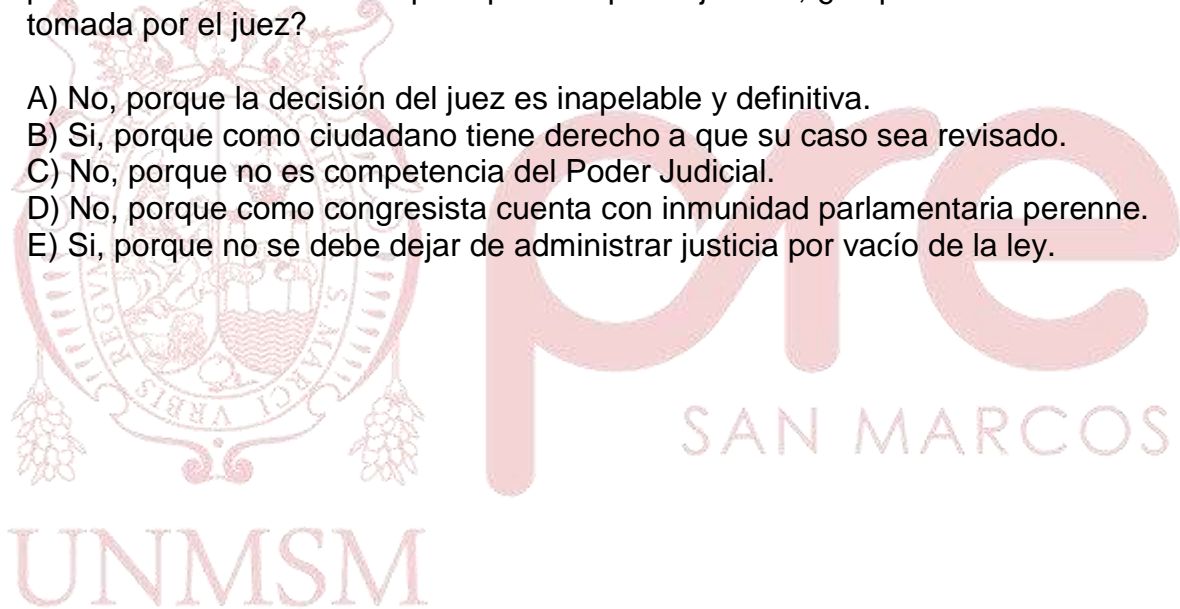 tomada por el juez?
A) No, porque la decisión del juez es inapelable y definitiva.
B) Si, porque como ciudadano tiene derecho a que su caso sea revisado.
C) No, porque no es competencia del Poder Judicial.
D) No, porque como congresista cuenta con inmunidad parlamentaria perenne.
E) Si, porque no se debe dejar de administrar justicia por vacío de la ley.
pre
SAN MARCOS
UNMSM